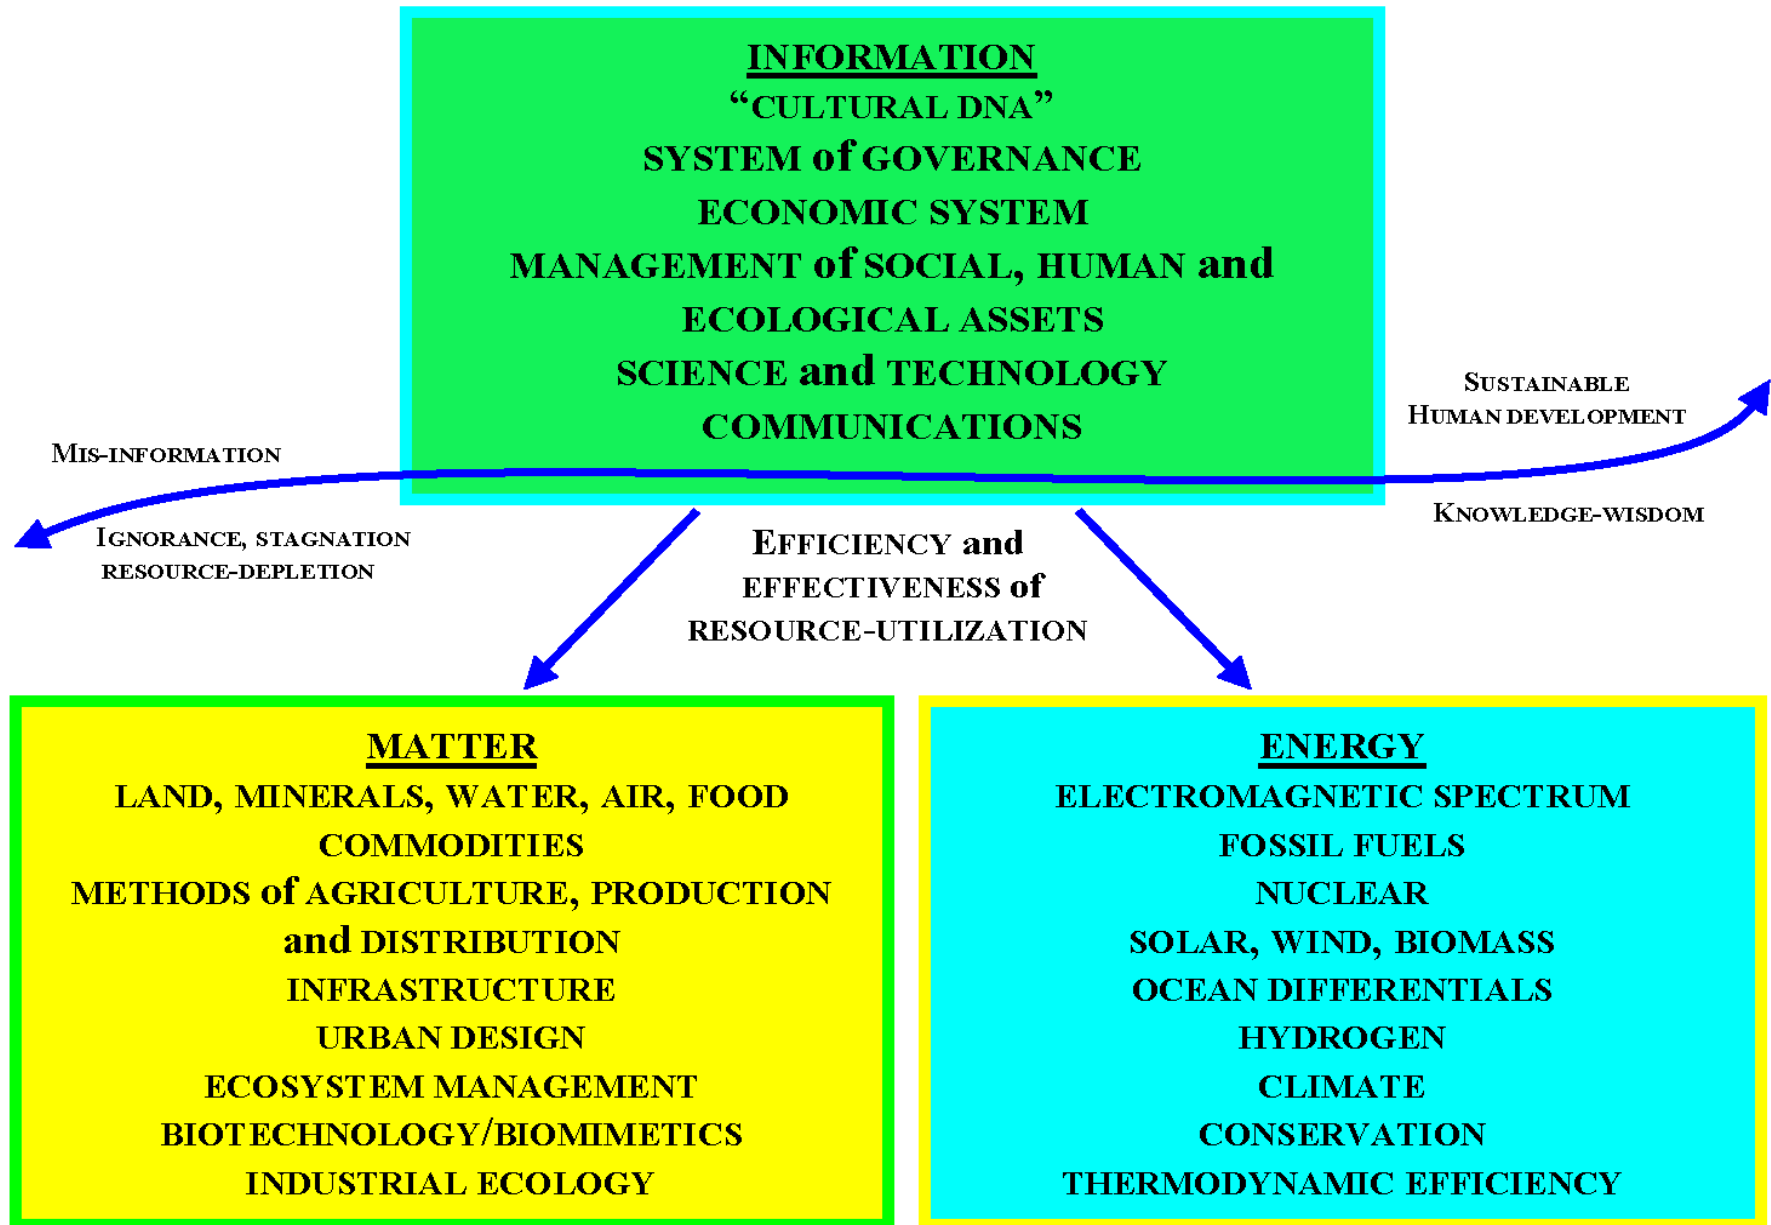 INFORMATION
“CULTURAL DNA”
SYSTEM of GOVERNANCE
ECONOMIC SYSTEM
MANAGEMENT of SOCIAL, HUMAN and
ECOLOGICAL ASSETS
SCIENCE and TECHNOLOGY
COMMUNICATIONS
MIS-INFORMATION
IGNORANCE, STAGNATION
RESOURCE-DEPLETION
SUSTAINABLE
HUMAN DEVELOPMENT
KNOWLEDGE-WISDOM
EFFICIENCY and
EFFECTIVENESS of
RESOURCE-UTILIZATION
MATTER
LAND, MINERALS, WATER, AIR, FOOD
COMMODITIES
METHODS of AGRICULTURE, PRODUCTION
and DISTRIBUTION
INFRASTRUCTURE
URBAN DESIGN
ECOSYSTEM MANAGEMENT
BIOTECHNOLOGY/BIOMIMETICS
INDUSTRIAL ECOLOGY
ENERGY
ELECTROMAGNETIC SPECTRUM
FOSSIL FUELS
NUCLEAR
SOLAR, WIND, BIOMASS
OCEAN DIFFERENTIALS
HYDROGEN
CLIMATE
CONSERVATION
THERMODYNAMIC EFFICIENCY